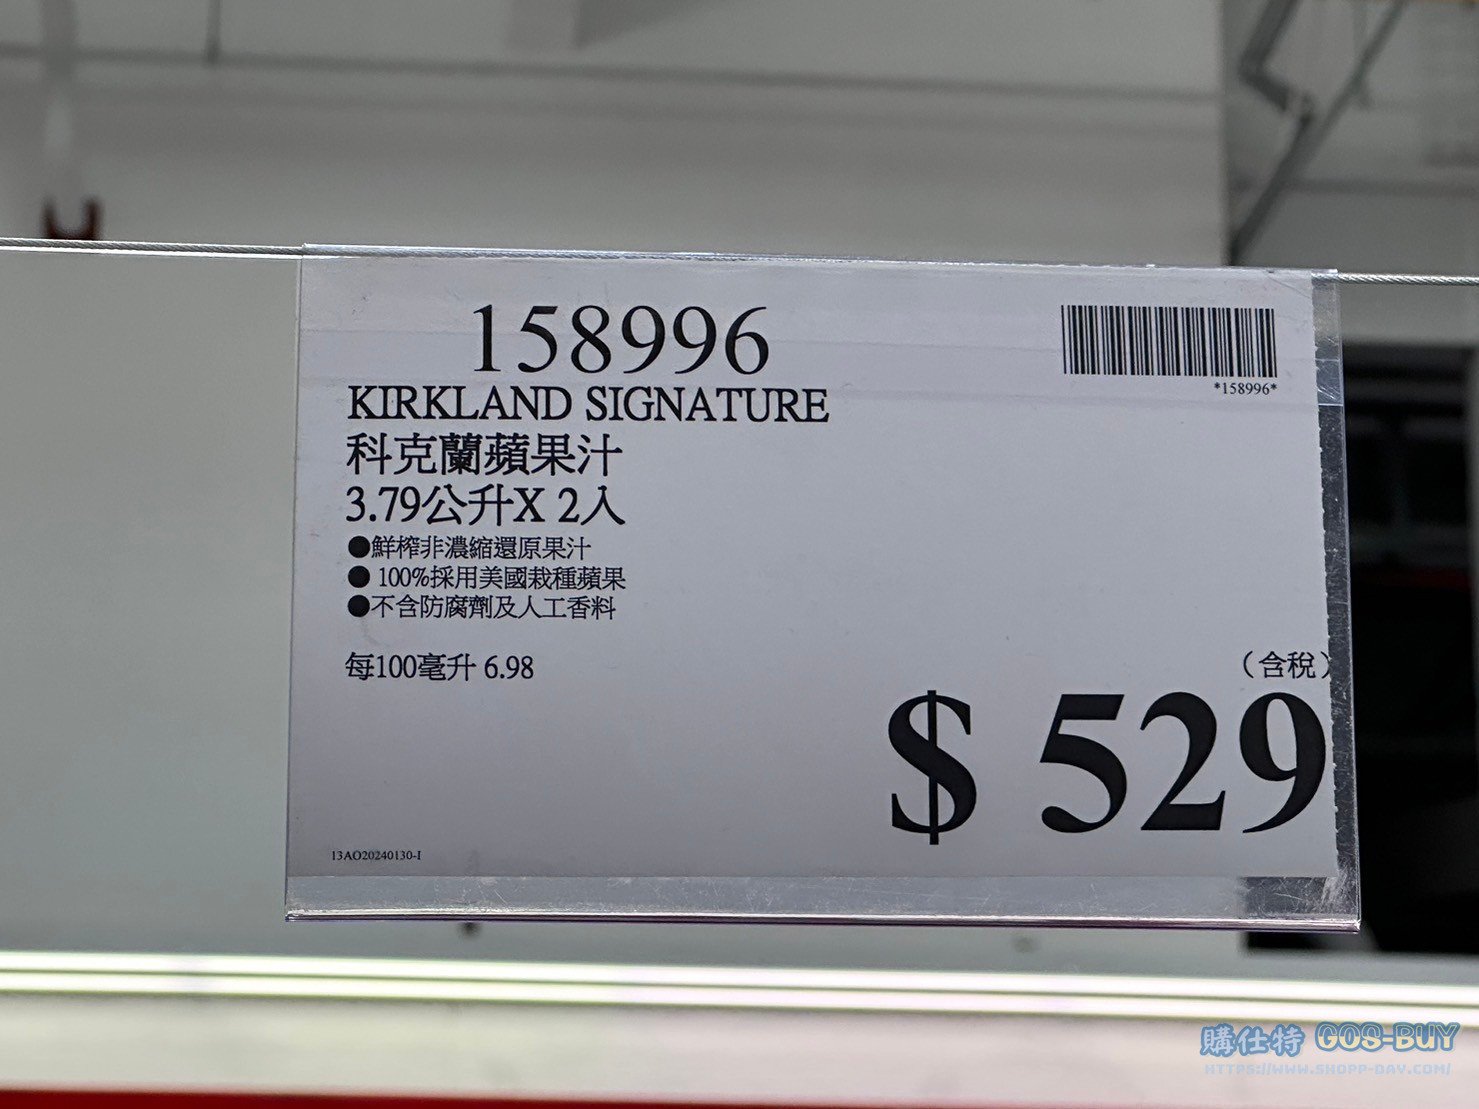 158996
*158996*
KIRKLAND SIGNATURE
科克蘭蘋果汁
3.79公升X 2入
●鮮榨非濃縮還原果汁
● 100%採用美國栽種蘋果
●不含防腐劑及人工香料
每100毫升 6.98
（含稅）
$ 529
13AO20240130-I
購仕特 GOS-BUY
HTTPS://WWW.SHOPP-DAY.COM/